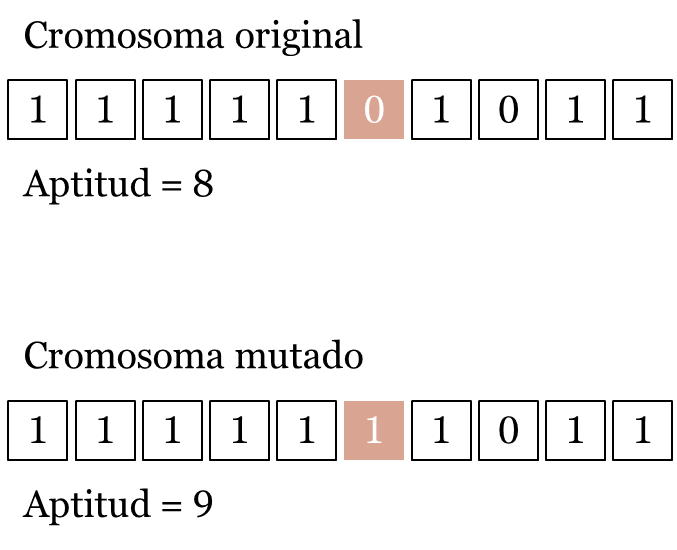 Cromosoma original
1 1 1 1 1 0 1 0 1 1
Aptitud = 8
Cromosoma mutado
1 1 1 1 1 1 1 0 1 1
Aptitud = 9